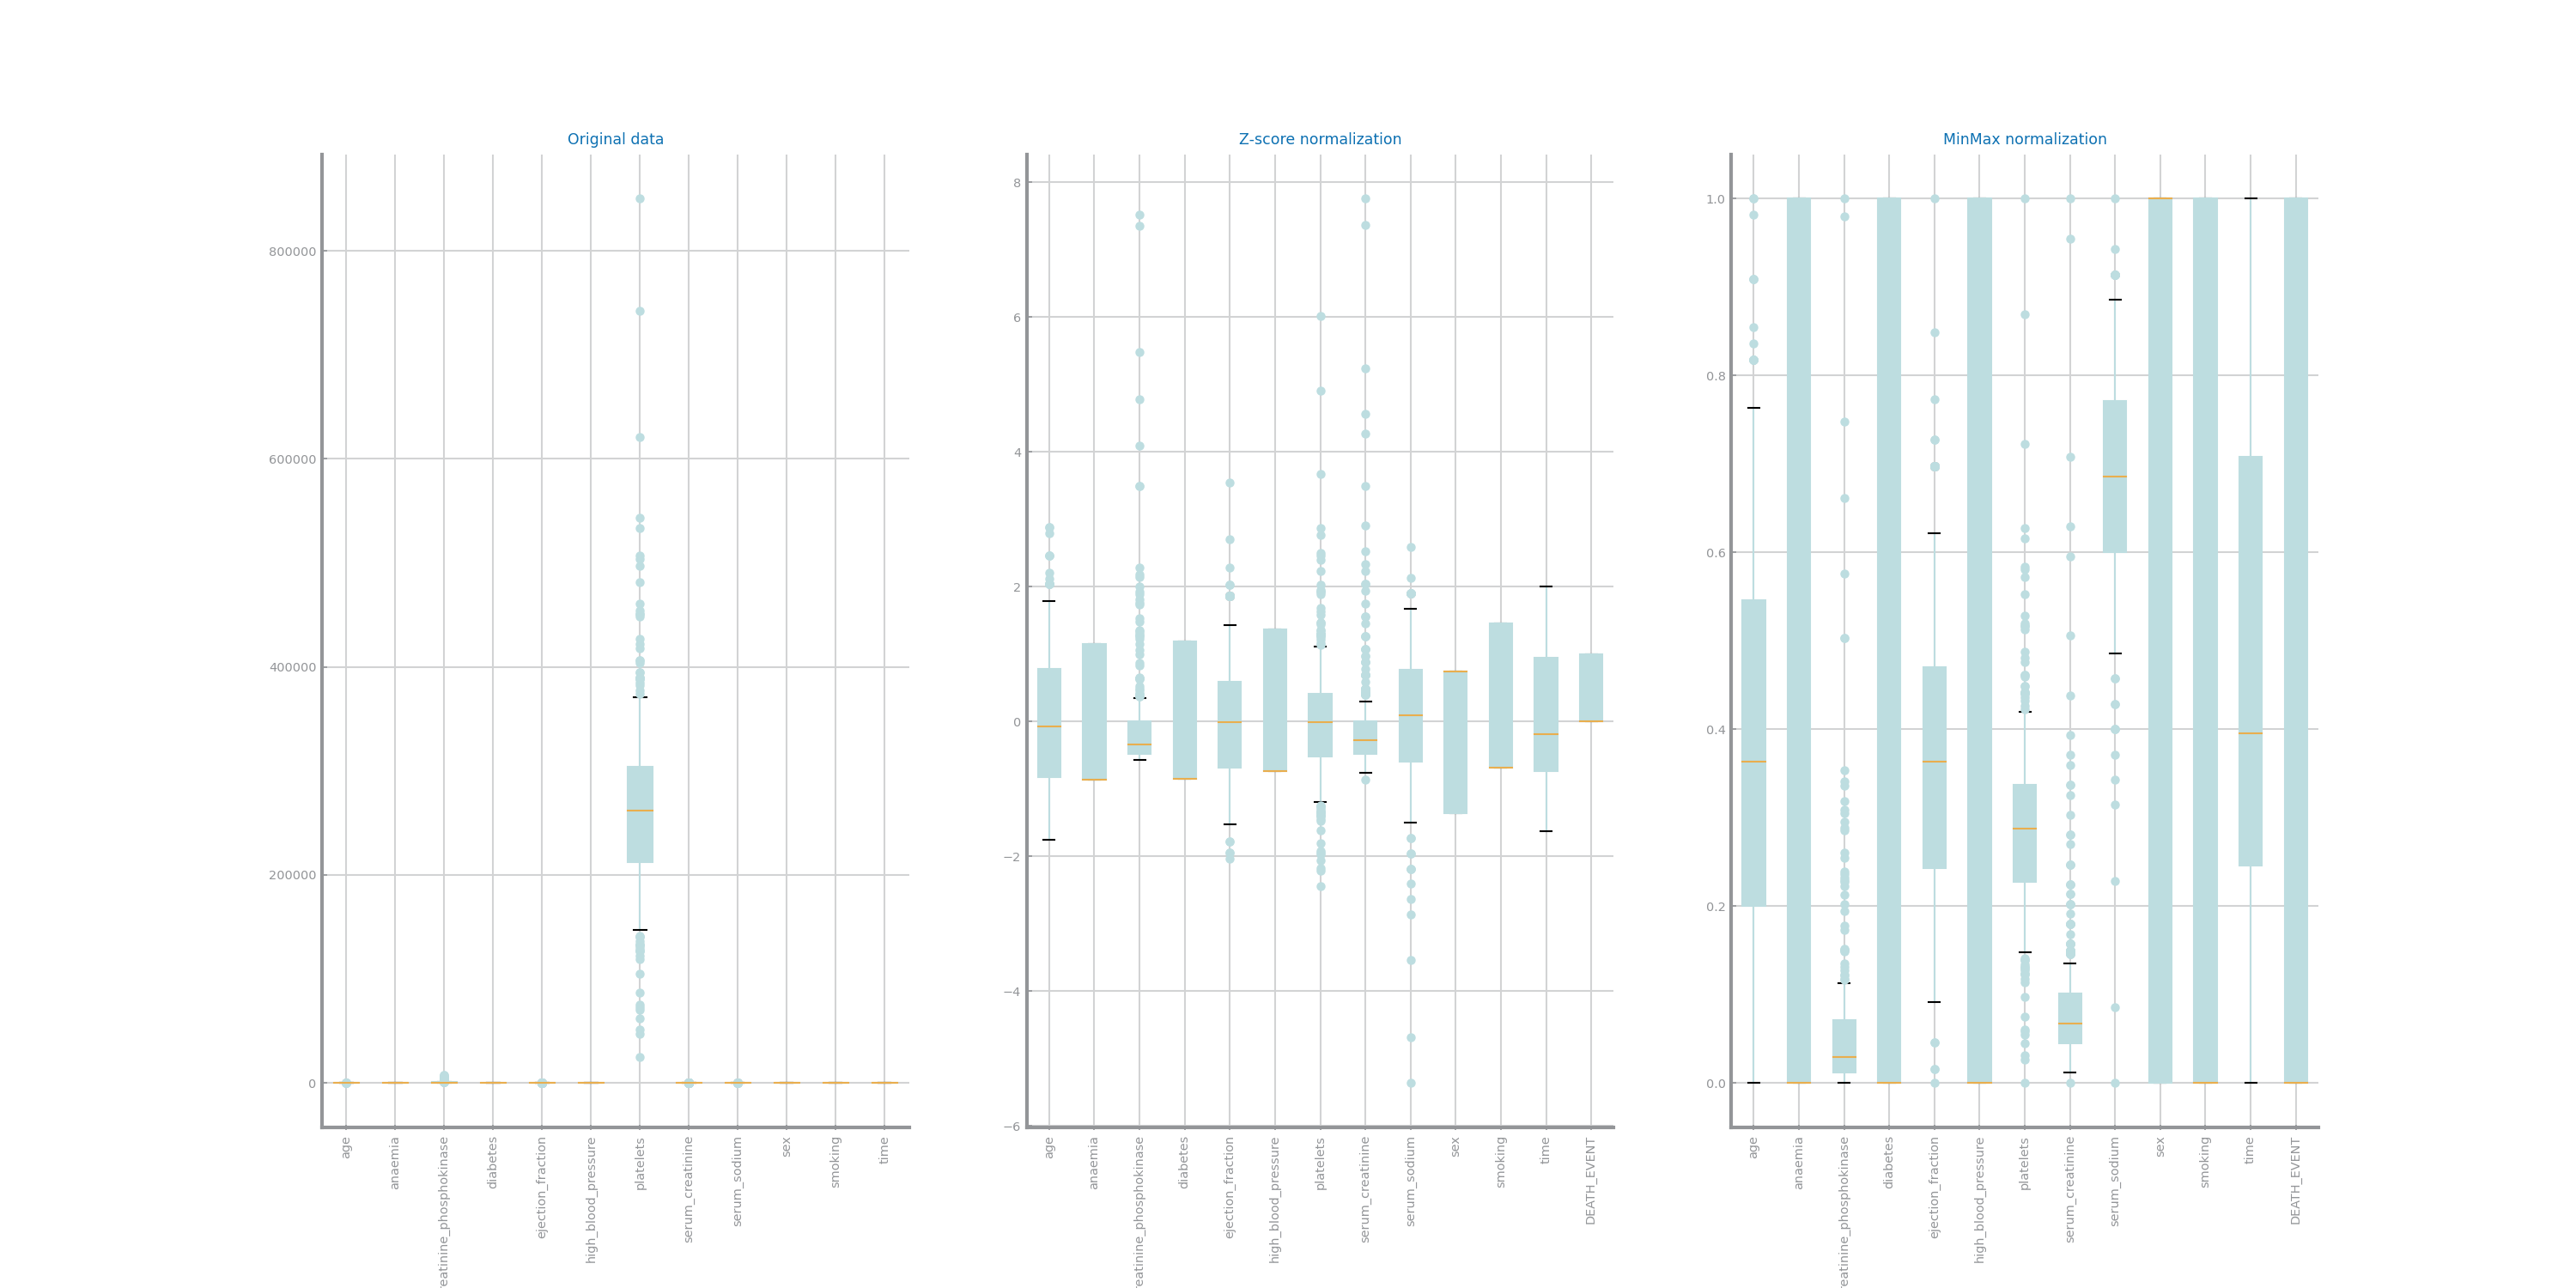 Original data
800000
600000
400000
200000
0
age
anaemia
reatinine_phosphokinase
diabetes
ejection_fraction
high_blood_pressure
platelets
serum_creatinine
serum_sodium
sex
smoking
time
Z-score normalization
8
6
4
2
0
−2
−4
−6
age
anaemia
reatinine_phosphokinase
diabetes
ejection_fraction
high_blood_pressure
platelets
serum_creatinine
serum_sodium
sex
smoking
time
DEATH_EVENT
MinMax normalization
1.0
0.8
0.6
0.4
0.2
0.0
age
anaemia
reatinine_phosphokinase
diabetes
ejection_fraction
high_blood_pressure
platelets
serum_creatinine
serum_sodium
sex
smoking
time
DEATH_EVENT